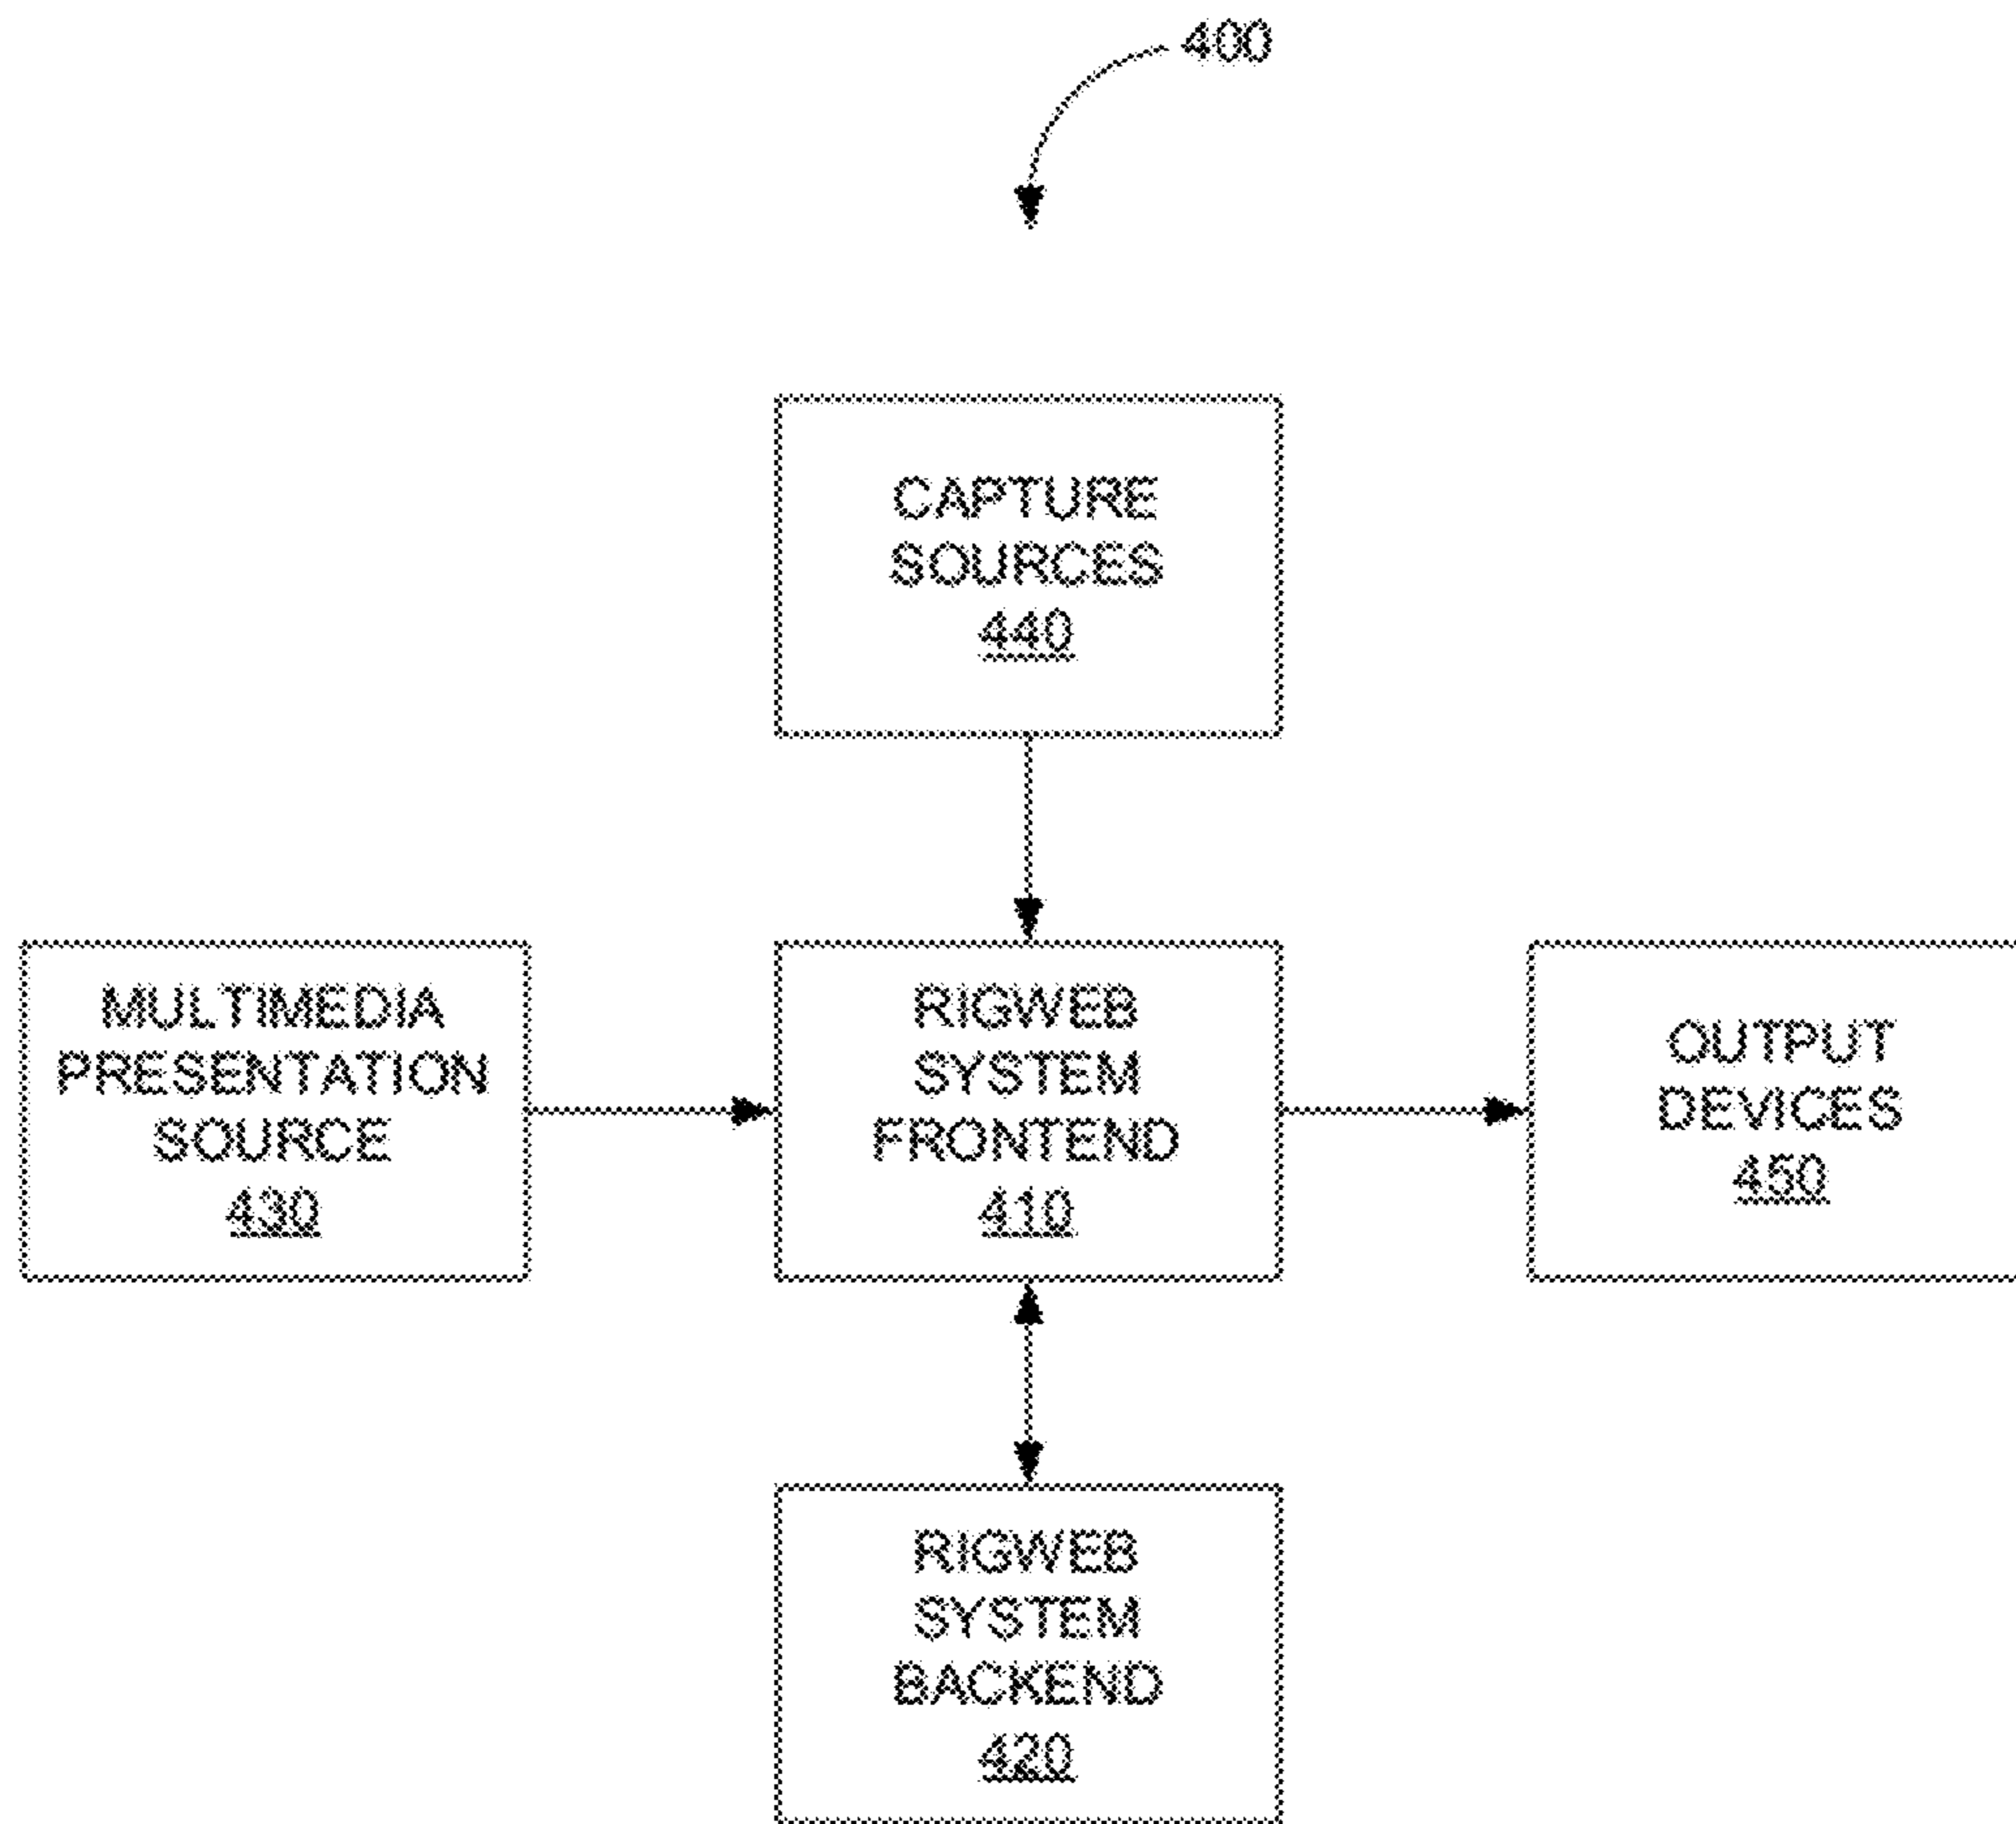 400
CAPTURE
SOURCES
440
MULTIMEDIA
PRESENTATION
SOURCE
430
RIGWEB
SYSTEM
FRONTEND
410
OUTPUT
DEVICES
450
RIGWEB
SYSTEM
BACKEND
420